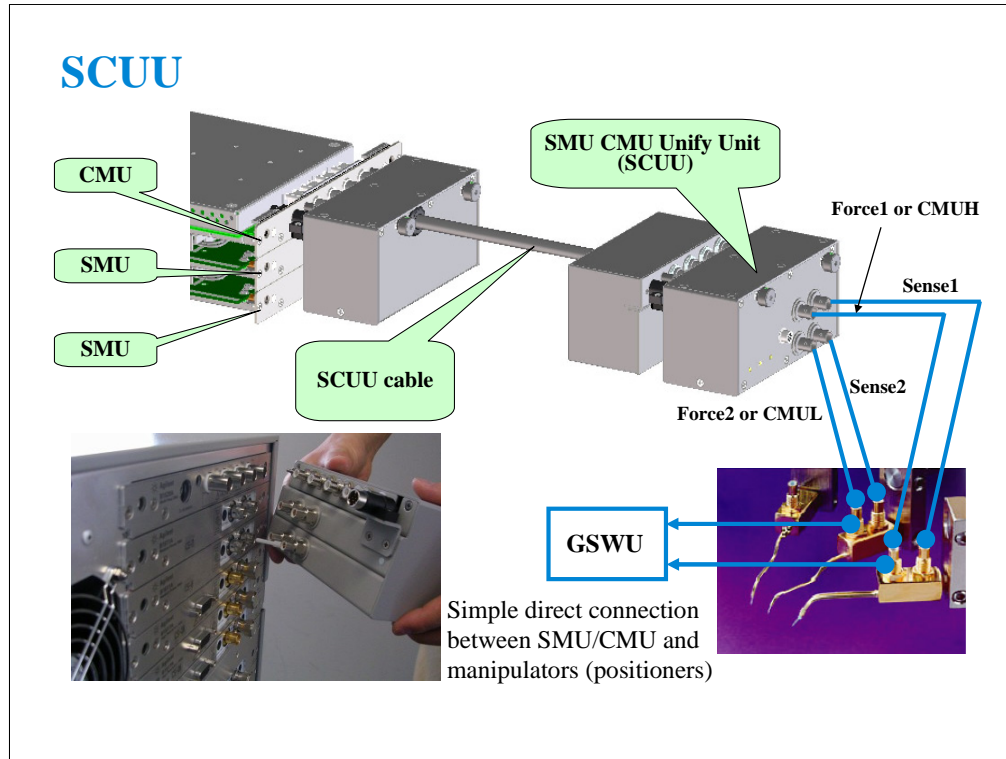 SCUU
SMU CMU Unify Unit
(SCUU)
CMU
Force1 or CMUH
SMU
Sense1
SMU
SCUU cable
Sense2
Force2 or CMUL
GSWU
Simple direct connection
between SMU/CMU and
manipulators (positioners)